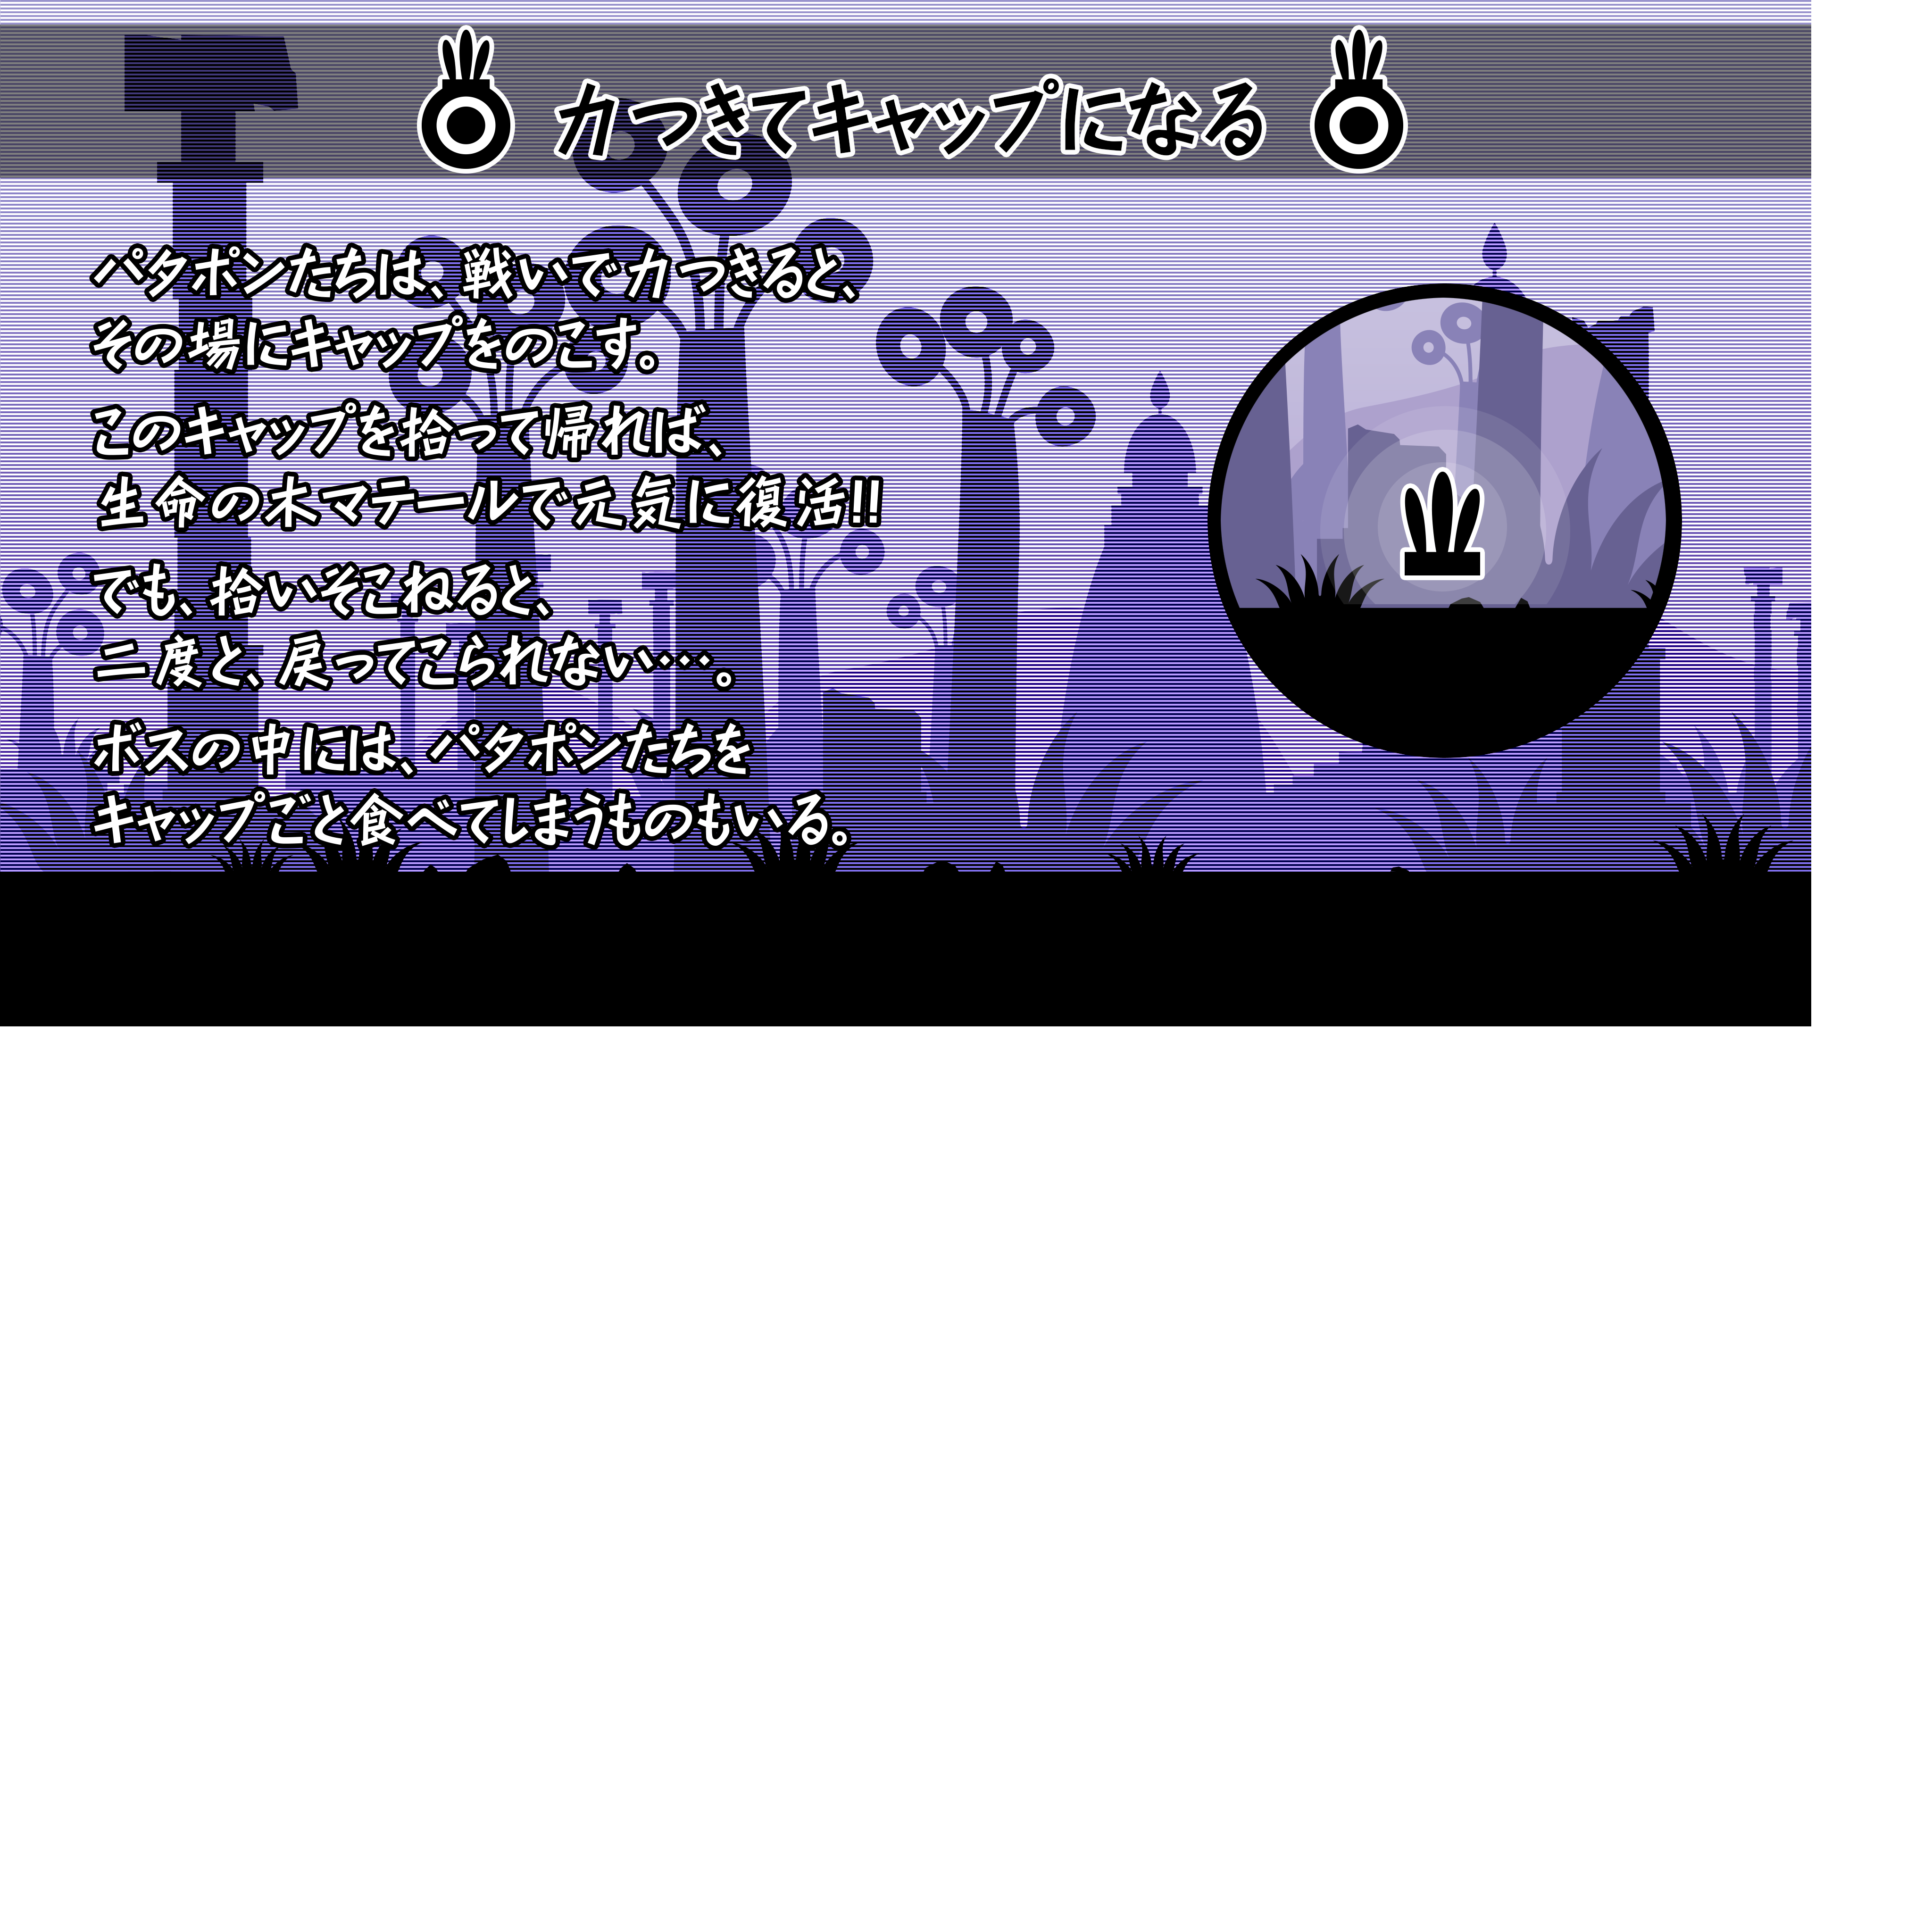 力つきてキャップになる
パタポンたちは、戦いで力つきると、
その場にキャップをのこす。
このキャップを拾って帰れば、
生命の木マテールで元気に復活!!
でも、拾いそこねると、
二度と、戻ってこられない…。
ボスの中には、パタポンたちを
キャップごと食べてしまうものもいる。